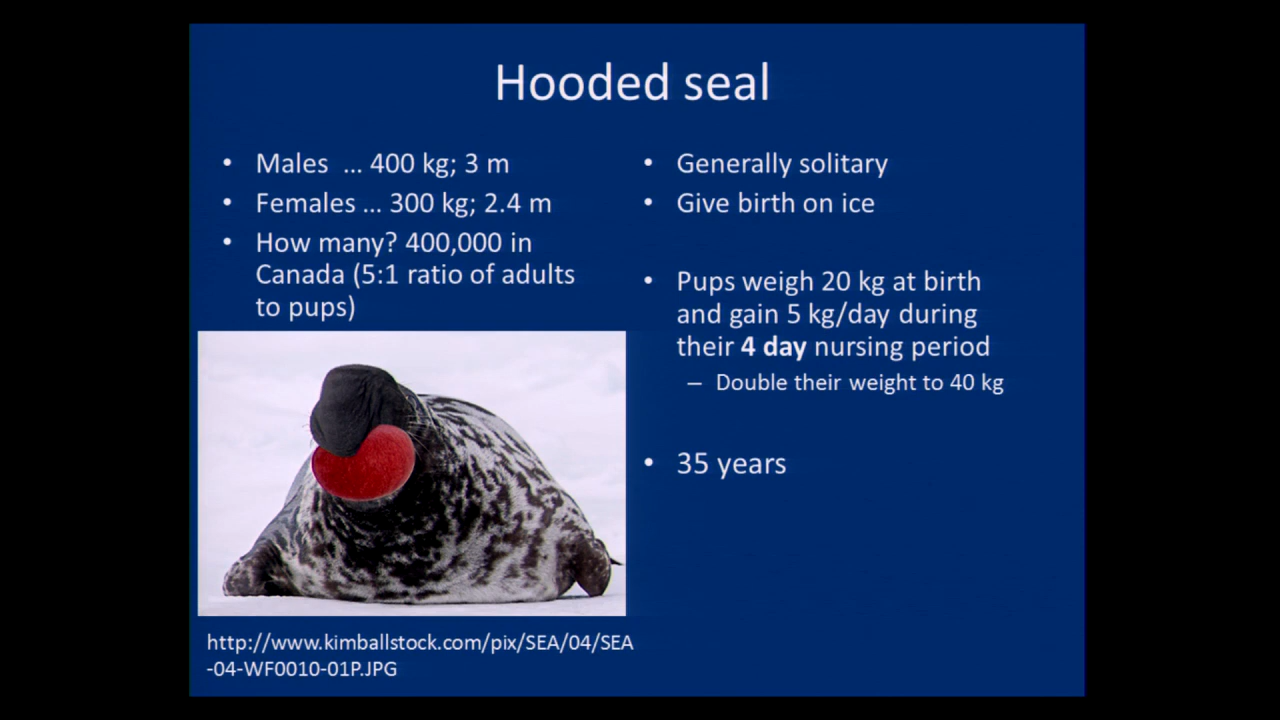 Hooded seal
• Males ... 400 kg; 3 m
• Females ... 300 kg; 2.4 m
• How many? 400,000 in
Canada (5:1 ratio of adults
to pups)
http://www.kimballstock.com/pix/SEA/04/SEA
-04-WF0010-01P.JPG
• Generally solitary
• Give birth on ice
• Pups weigh 20 kg at birth
and gain 5 kg/day during
their 4 day nursing period
– Double their weight to 40 kg
• 35 years